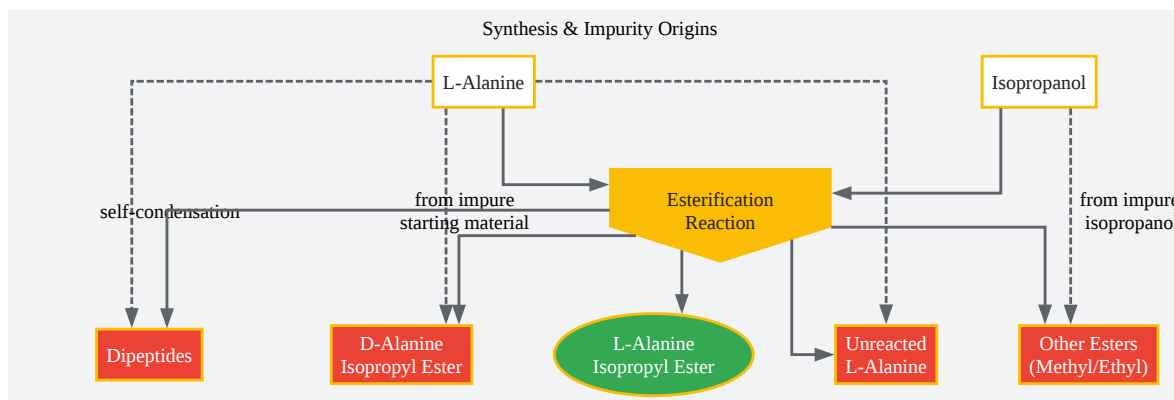 Synthesis & Impurity Origins
L-Alanine
Isopropanol
Esterification
Reaction
self-condensation
from impure
starting material
from impure
isopropanol
Dipeptides
D-Alanine
Isopropyl Ester
L-Alanine
Isopropyl Ester
Unreacted
L-Alanine
Other Esters
(Methyl/Ethyl)